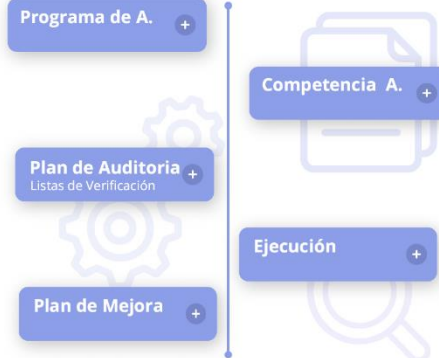 Programa de A.
+
Competencia A.
+
Plan de Auditoria
Listas de Verificación
+
Ejecución
+
Plan de Mejora
+